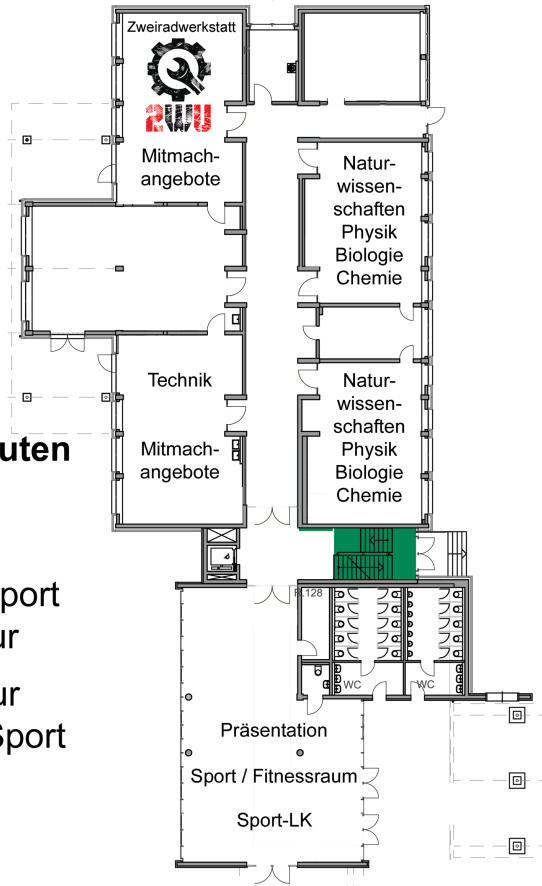 Zweiradwerkstatt
2WU
Mitmach-
angebote
Natur-
wissen-
schaften
Physik
Biologie
Chemie
Technik
Mitmach-
angebote
Natur-
wissen-
schaften
Physik
Biologie
Chemie
uten
port
ur
ur
Sport
128
WC
WC
Präsentation
Sport / Fitnessraum
Sport-LK